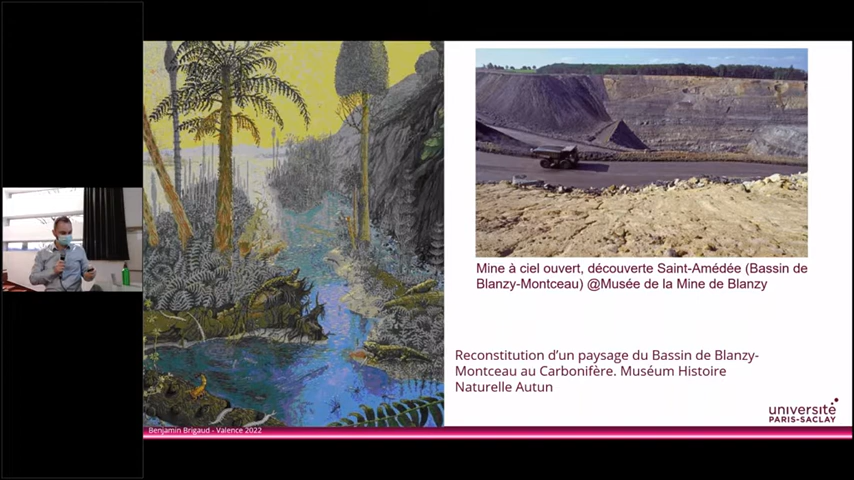 Mine à ciel ouvert, découverte Saint-Amédée (Bassin de
Blanzy-Montceau) @Musée de la Mine de Blanzy
Reconstitution d'un paysage du Bassin de Blanzy-
Montceau au Carbonifère. Muséum Histoire
Naturelle Autun
université
PARIS-SACLAY
Benjamin Brigaud - Valence 2022